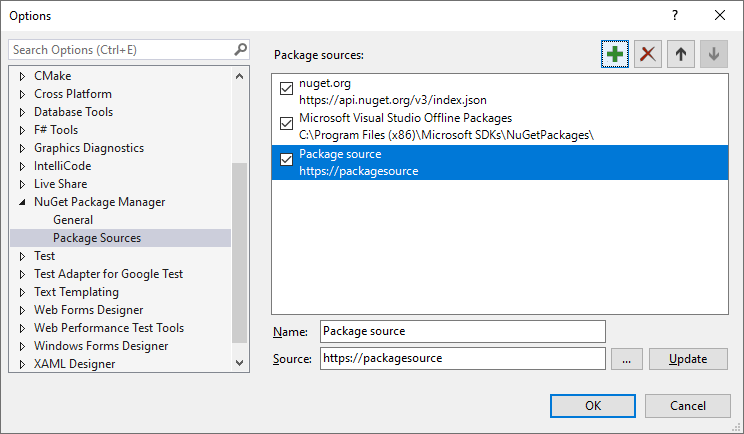 Options
Search Options (Ctrl+E)
CMake
Cross Platform
Database Tools
F# Tools
Graphics Diagnostics
IntelliCode
Live Share
NuGet Package Manager
General
Package Sources
Test
Test Adapter for Google Test
Text Templating
Web Forms Designer
Web Performance Test Tools
Windows Forms Designer
XAML Designer
Package sources:
nuget.org
https://api.nuget.org/v3/index.json
Microsoft Visual Studio Offline Packages
C:\Program Files (x86)\Microsoft SDKs\NuGetPackages\
Package source
https://packagesource
Name: Package source
Source: https://packagesource ... Update
OK Cancel